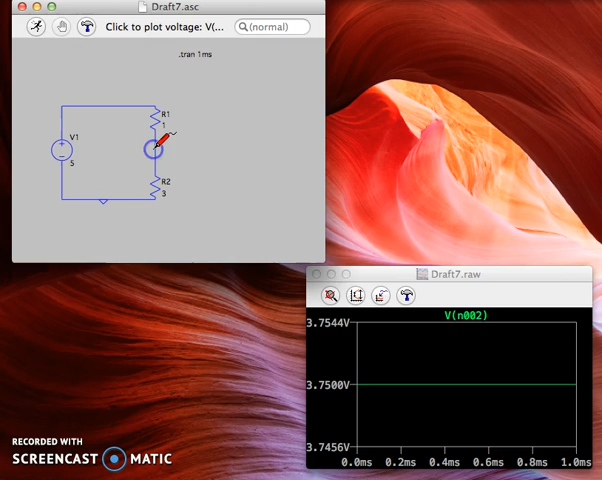 Draft7.asc
Click to plot voltage: V(...
(normal)
.tran 1ms
R1
1
V1
+
−
5
R2
3
Draft7.raw
V(n002)
3.7544V
3.7500V
3.7456V
0.0ms 0.2ms 0.4ms 0.6ms 0.8ms 1.0ms
RECORDED WITH
SCREENCAST MATIC